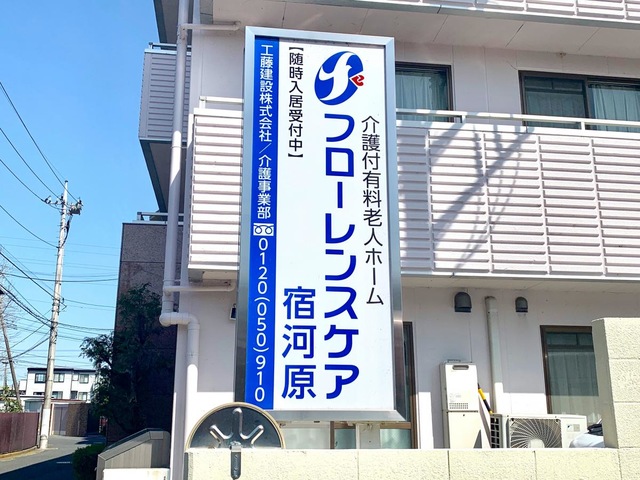 介護付有料老人ホーム
フローレンスケア
宿河原
【随時入居受付中】
工藤建設株式会社／介護事業部
0120(050)910